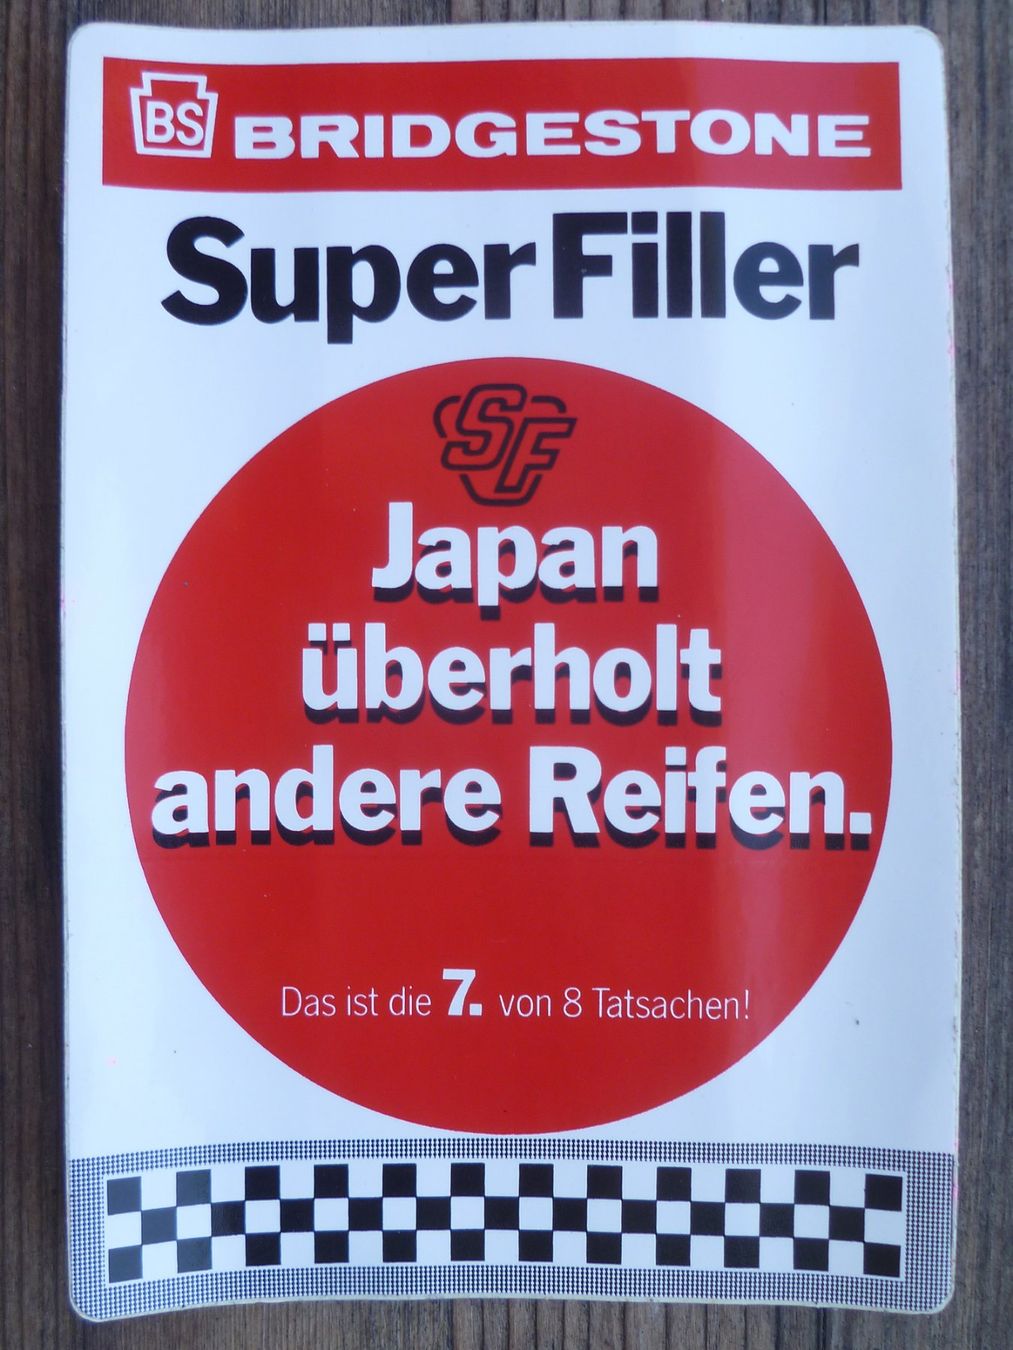 BS BRIDGESTONE
Super Filler
SF
Japan
überholt
andere Reifen.
Das ist die 7. von 8 Tatsachen!